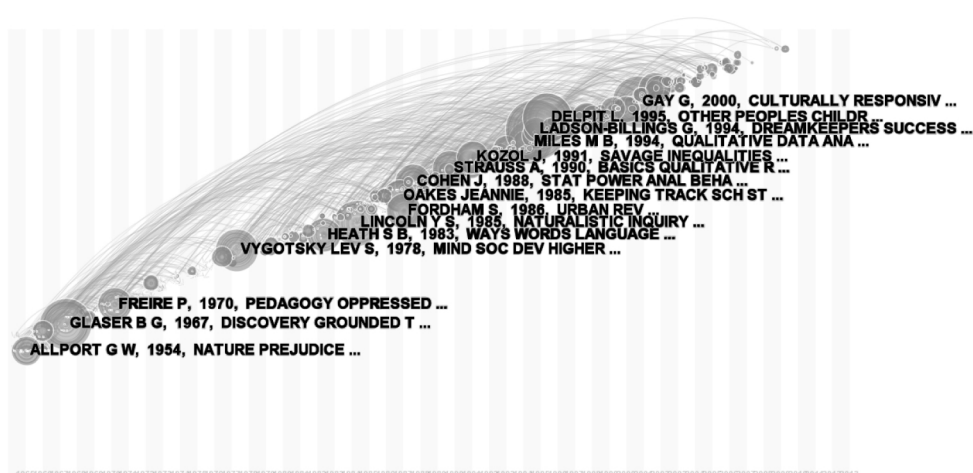 GAY G, 2000, CULTURALLY RESPONSIV ...
DELPIT L, 1995, OTHER PEOPLES CHILDR ...
LADSON-BILLINGS G, 1994, DREAMKEEPERS SUCCESS ...
MILES M B, 1994, QUALITATIVE DATA ANA ...
KOZOL J, 1991, SAVAGE INEQUALITIES ...
STRAUSS A, 1990, BASICS QUALITATIVE R ...
COHEN J, 1988, STAT POWER ANAL BEHA ...
OAKES JEANNIE, 1985, KEEPING TRACK SCH ST ...
FORDHAM S, 1986, URBAN REV ...
LINCOLN Y S, 1985, NATURALISTIC INQUIRY ...
HEATH S B, 1983, WAYS WORDS LANGUAGE ...
VYGOTSKY LEV S, 1978, MIND SOC DEV HIGHER ...
FREIRE P, 1970, PEDAGOGY OPPRESSED ...
GLASER B G, 1967, DISCOVERY GROUNDED T ...
ALLPORT G W, 1954, NATURE PREJUDICE ...